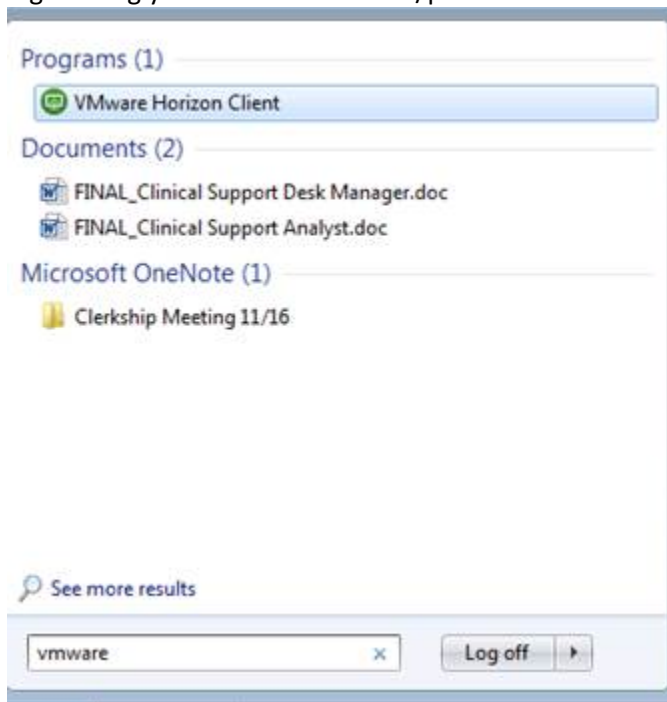 Programs (1)
VMware Horizon Client
Documents (2)
FINAL_Clinical Support Desk Manager.doc
FINAL_Clinical Support Analyst.doc
Microsoft OneNote (1)
Clerkship Meeting 11/16
See more results
vmware
Log off